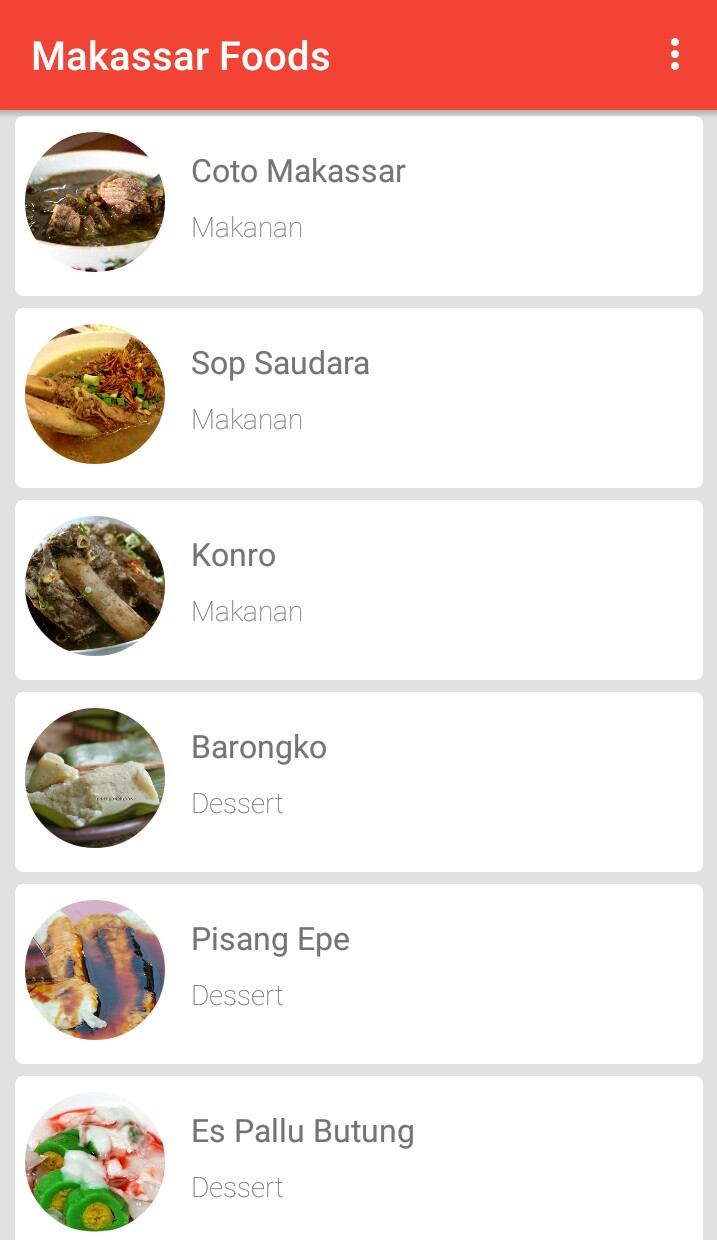 Makassar Foods
Coto Makassar
Makanan
Sop Saudara
Makanan
Konro
Makanan
Barongko
Dessert
Pisang Epe
Dessert
Es Pallu Butung
Dessert